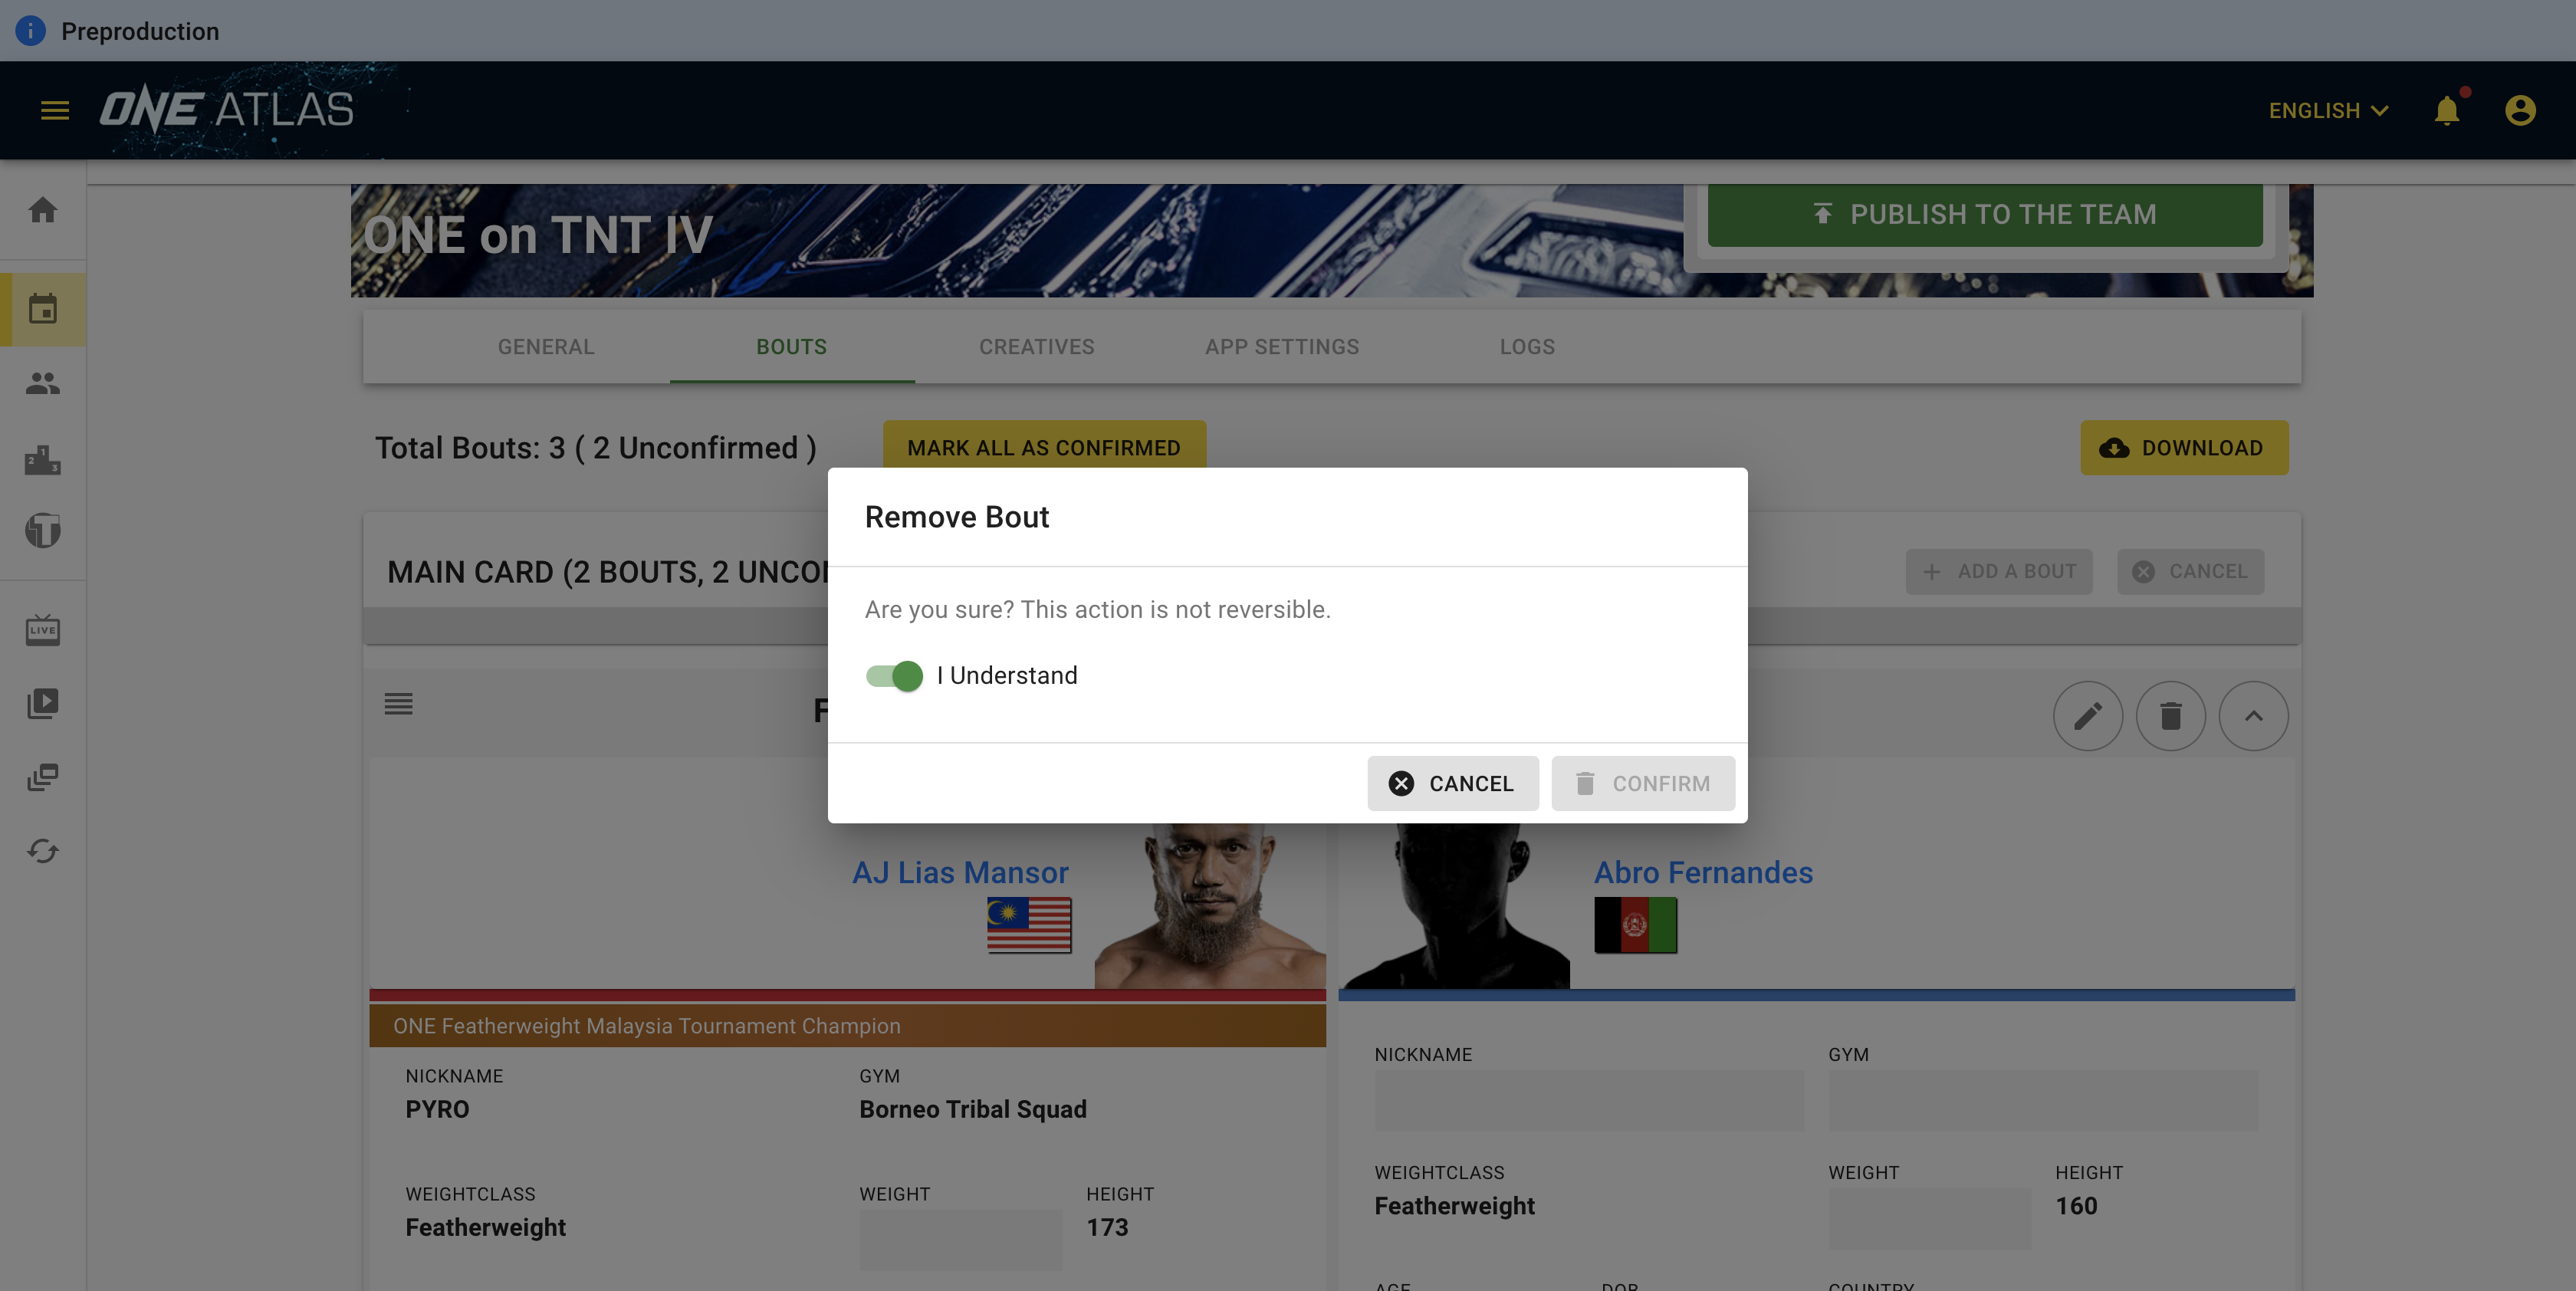 Preproduction
ONE ATLAS
ENGLISH
ONE on TNT IV
PUBLISH TO THE TEAM
GENERAL
BOUTS
CREATIVES
APP SETTINGS
LOGS
Total Bouts: 3 ( 2 Unconfirmed )
MARK ALL AS CONFIRMED
DOWNLOAD
MAIN CARD (2 BOUTS, 2
ADD A BOUT
CANCEL
Remove Bout
Are you sure? This action is not reversible.
I Understand
CANCEL
CONFIRM
LIVE
AJ Lias Mansor
Abro Fernandes
ONE Featherweight Malaysia Tournament Champion
NICKNAME
PYRO
GYM
Borneo Tribal Squad
WEIGHTCLASS
Featherweight
WEIGHT
HEIGHT
173
NICKNAME
GYM
WEIGHTCLASS
Featherweight
WEIGHT
HEIGHT
160
AGE
DOB
COUNTRY